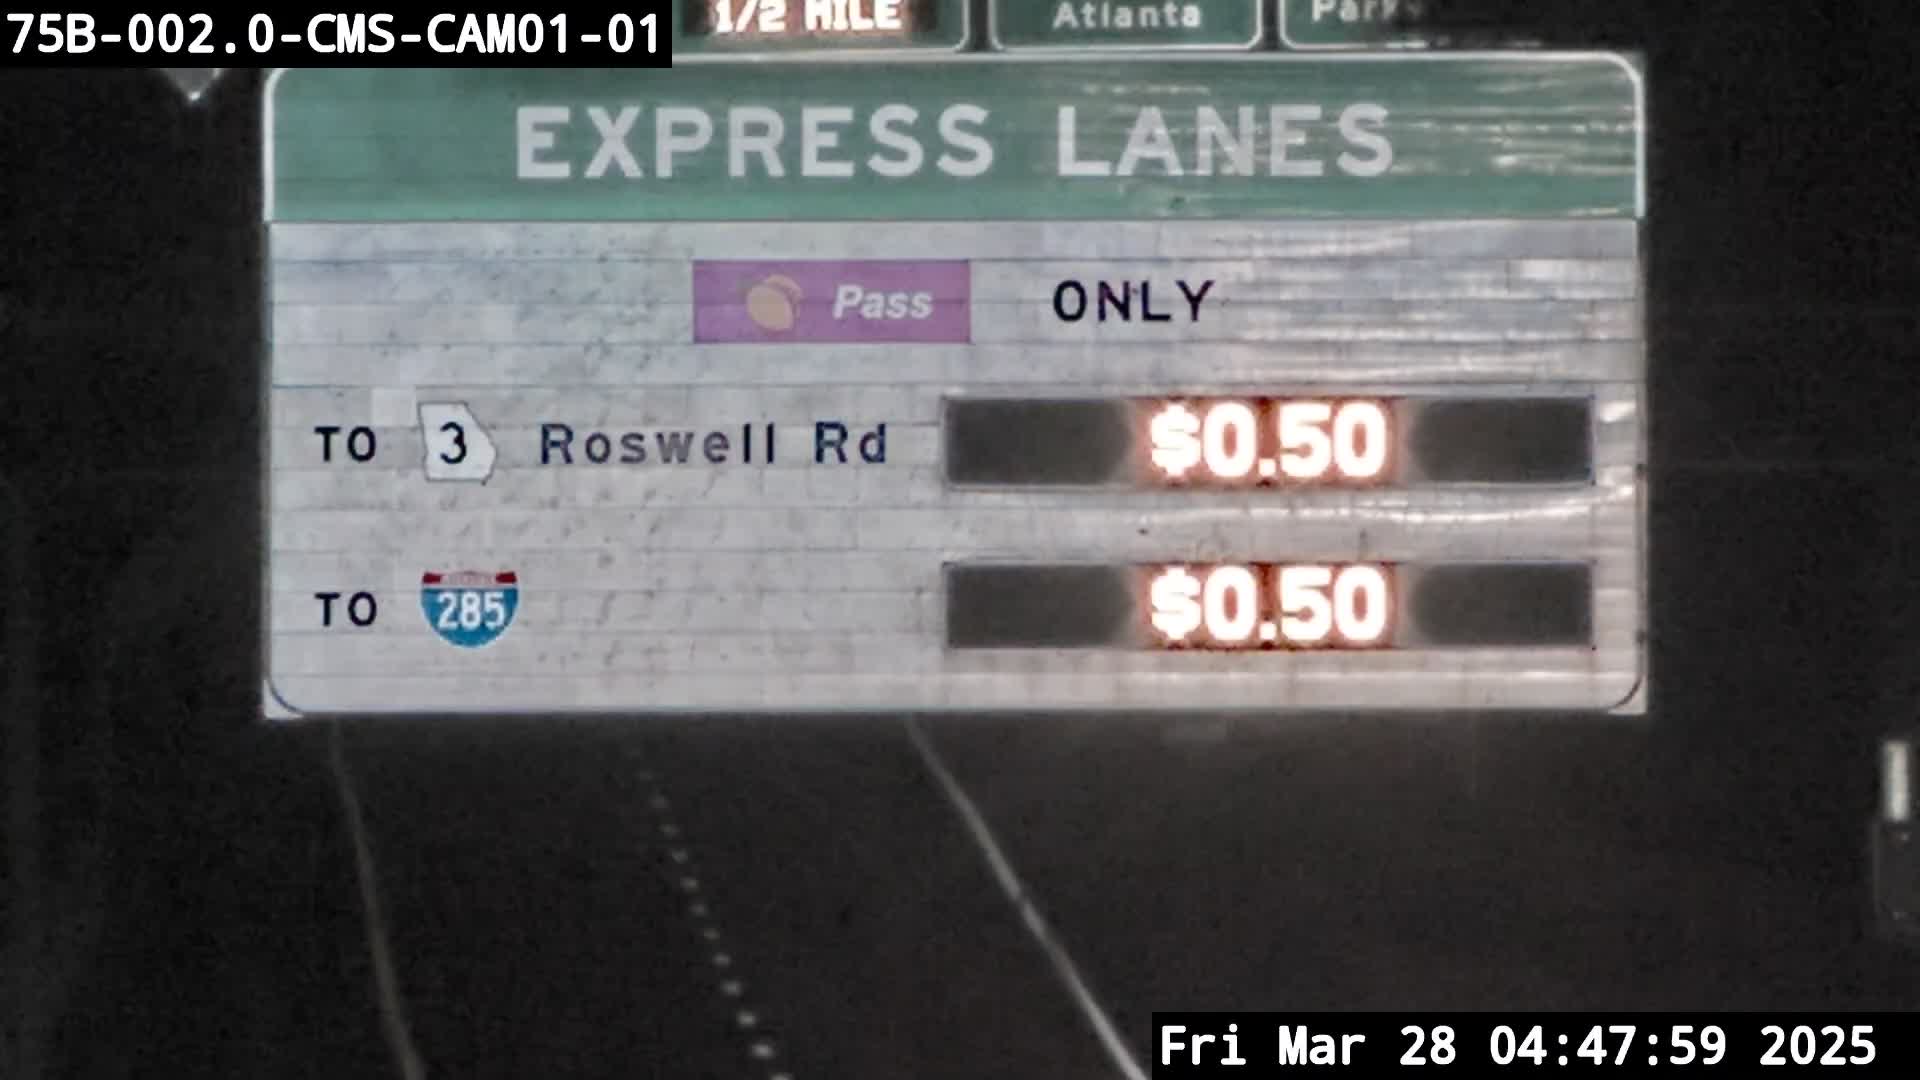 75B-002.0-CMS-CAM01-01
1/2 MILE
Atlanta
EXPRESS LANES
Pass ONLY
TO 3 Roswell Rd $0.50
TO 285 $0.50
Fri Mar 28 04:47:59 2025